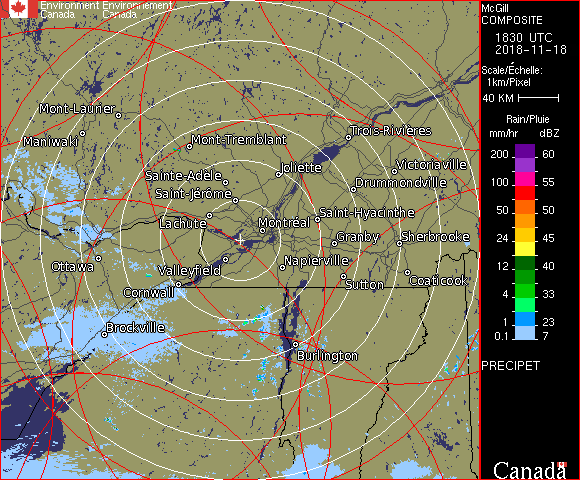 Environment Environnement
Canada Canada
McGill
COMPOSITE
1830 UTC
2018-11-18
Scale/Échelle:
1km/Pixel
40 KM
Rain/Pluie
mm/hr dBZ
200 60
150 55
100 55
50 50
24 45
12 40
4 33
1 23
0.1 7
PRECIPET
Canada
Mont-Laurier
Maniwaki
Mont-Tremblant
Trois-Rivières
Joliette
Victoriaville
Sainte-Adèle
Drummondville
Saint-Jérôme
Saint-Hyacinthe
Lachute
Montréal
Granby
Sherbrooke
Ottawa
Valleyfield
Napierville
Cornwall
Sutton
Coaticook
Brockville
Burlington